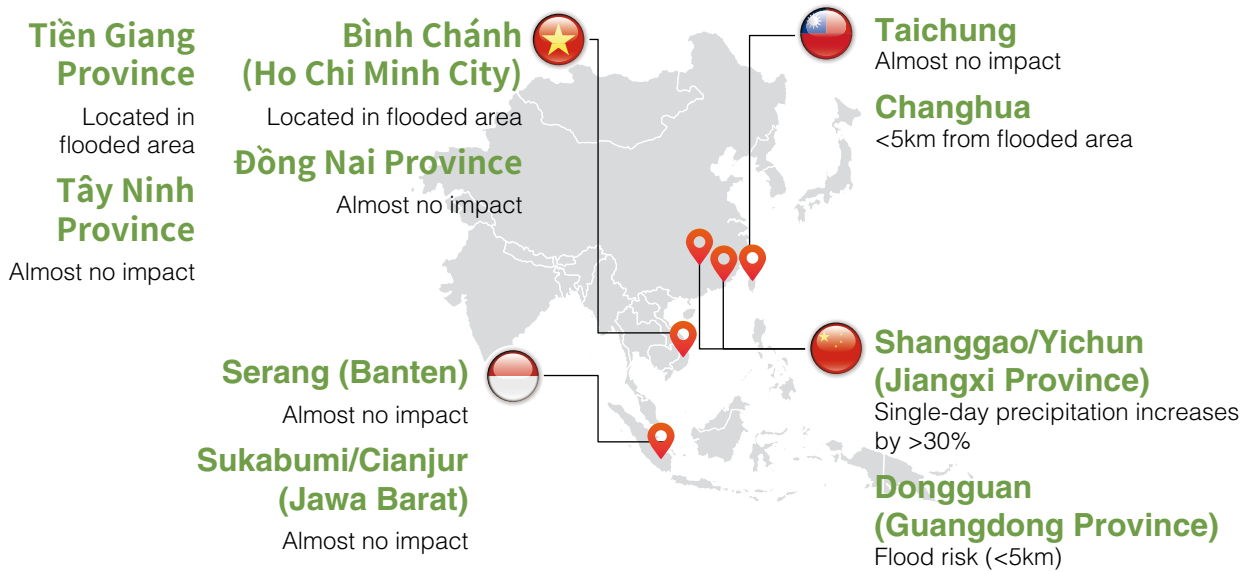 Tiền Giang
Province
Located in
flooded area
Tây Ninh
Province
Almost no impact
Bình Chánh
(Ho Chi Minh City)
Located in flooded area
Đồng Nai Province
Almost no impact
Taichung
Almost no impact
Changhua
<5km from flooded area
Serang (Banten)
Almost no impact
Sukabumi/Cianjur
(Jawa Barat)
Almost no impact
Shanggao/Yichun
(Jiangxi Province)
Single-day precipitation increases
by >30%
Dongguan
(Guangdong Province)
Flood risk (<5km)